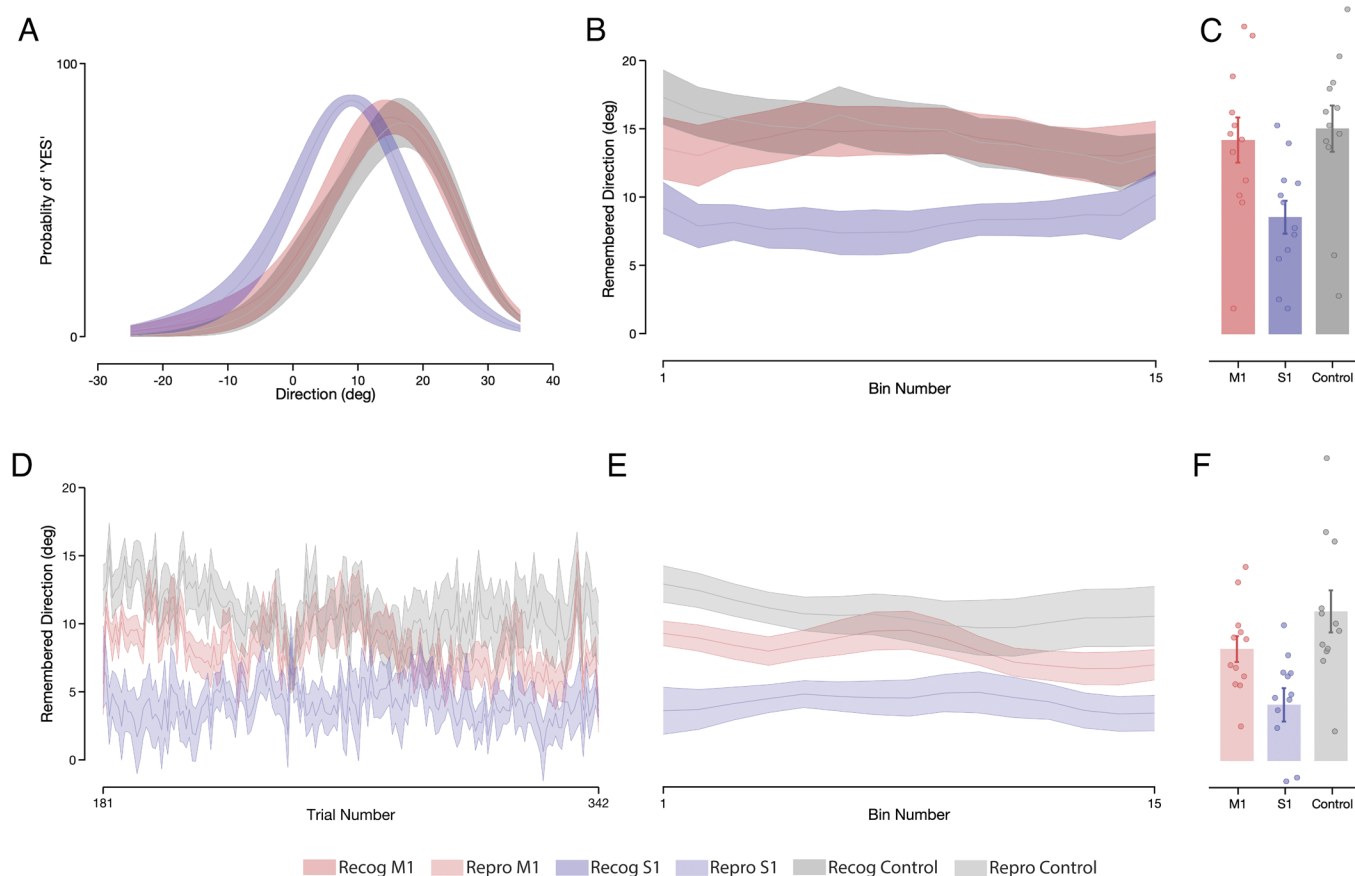 A
B
C
100
0
Probablity of 'YES'
-30 -20 -10 0 10 20 30 40
Direction (deg)
20
15
10
5
0
Remembered Direction (deg)
1 15
Bin Number
M1 S1 Control
D
E
F
20
15
10
5
0
Remembered Direction (deg)
181 342
Trial Number
1 15
Bin Number
M1 S1 Control
Recog M1 Repro M1 Recog S1 Repro S1 Recog Control Repro Control